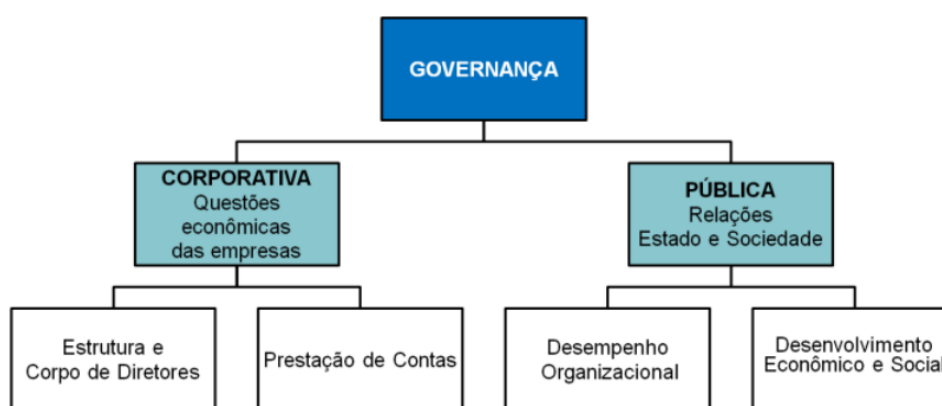 GOVERNANÇA
CORPORATIVA
Questões
econômicas
das empresas
PÚBLICA
Relações
Estado e Sociedade
Estrutura e
Corpo de Diretores
Prestação de Contas
Desempenho
Organizacional
Desenvolvimento
Econômico e Social